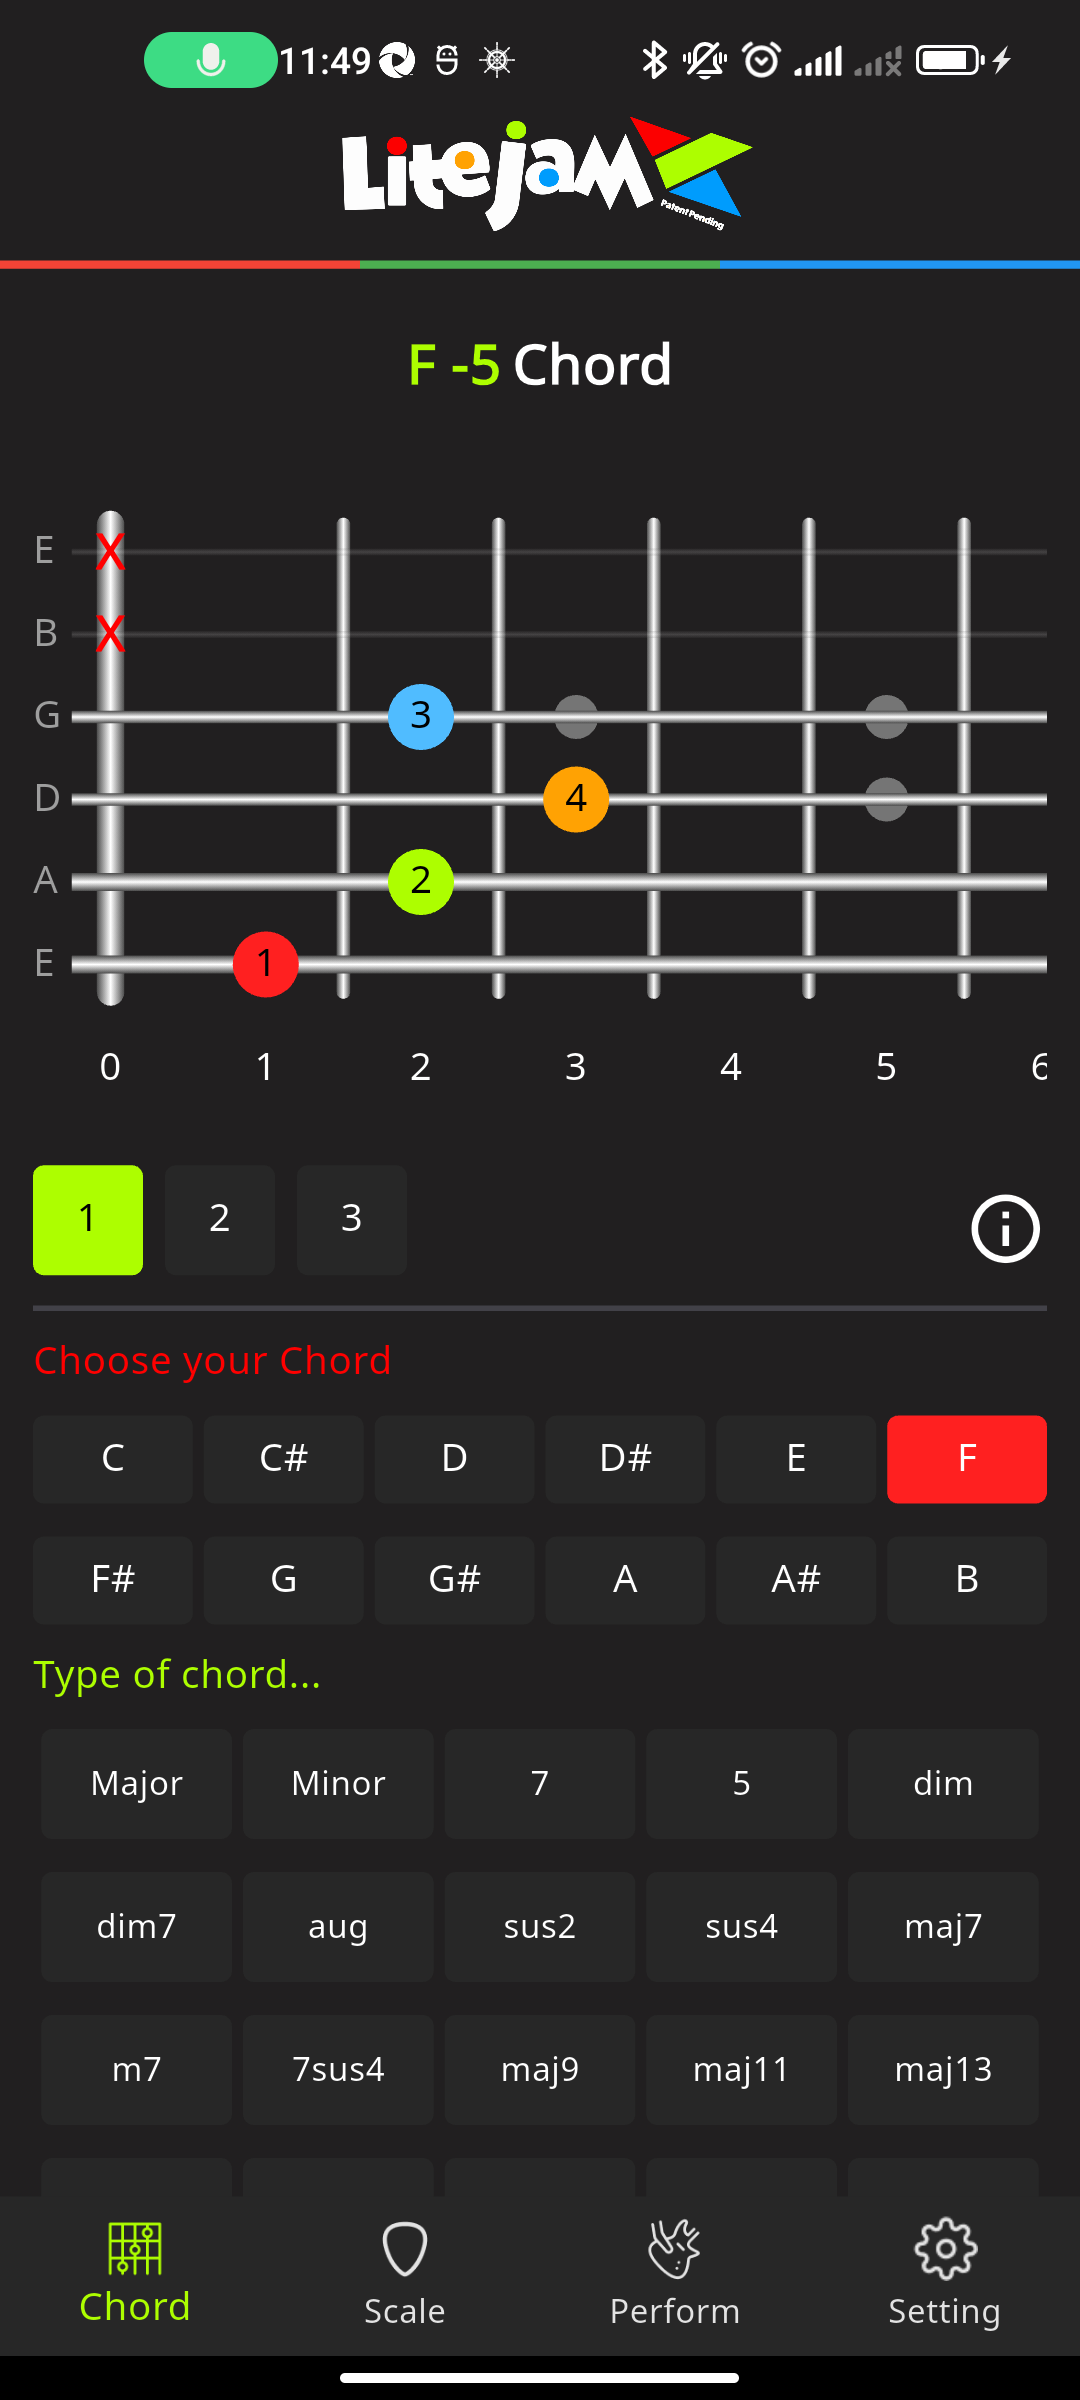 11:49
Litejam
Patent Pending
F -5 Chord
E X
B X
G 3
D 4
A 2
E 1
0 1 2 3 4 5 6
1 2 3
Choose your Chord
C C# D D# E F
F# G G# A A# B
Type of chord...
Major Minor 7 5 dim
dim7 aug sus2 sus4 maj7
m7 7sus4 maj9 maj11 maj13
Chord Scale Perform Setting